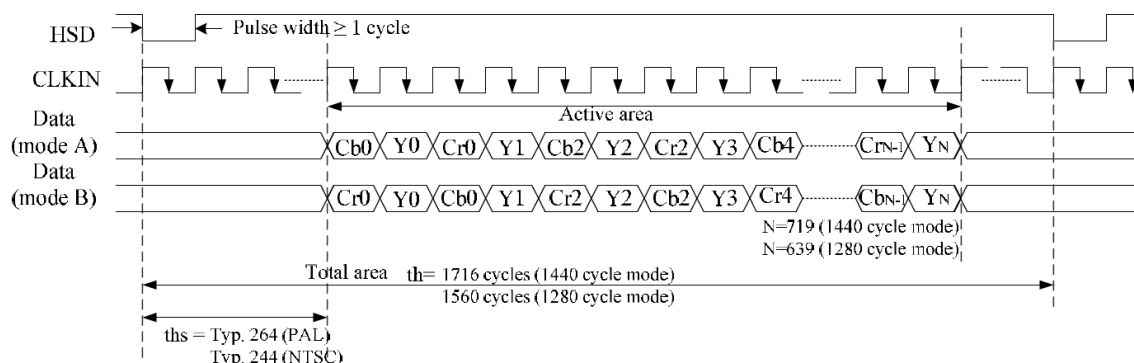 HSD
Pulse width ≥ 1 cycle
CLKIN
Active area
Data
(mode A)
Cb0 Y0 Cr0 Y1 Cb2 Y2 Cr2 Y3 Cb4 CrN-1 YN
Data
(mode B)
Cr0 Y0 Cb0 Y1 Cr2 Y2 Cb2 Y3 Cr4 CbN-1 YN
N=719 (1440 cycle mode)
N=639 (1280 cycle mode)
Total area th= 1716 cycles (1440 cycle mode)
1560 cycles (1280 cycle mode)
ths = Typ. 264 (PAL)
Typ. 244 (NTSC)